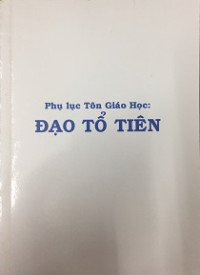 Phụ lục Tôn Giáo Học:
ĐẠO TỔ TIÊN